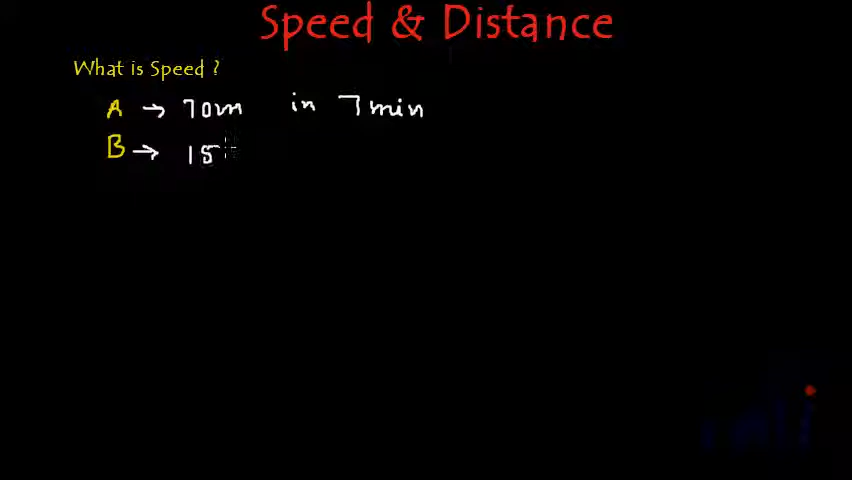 Speed & Distance
What is Speed ?
A → 70m in 7min
B → 15